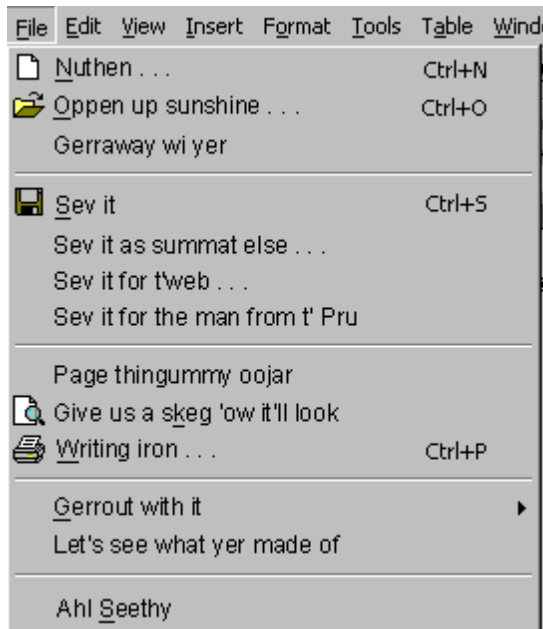 File Edit View Insert Format Tools Table
Nuthen . . . Ctrl+N
Oppen up sunshine . . . Ctrl+O
Gerraway wi yer
Sev it Ctrl+S
Sev it as summat else . . .
Sev it for t'web . . .
Sev it for the man from t' Pru
Page thingummy oojar
Give us a skeg 'ow it'll look
Writing iron . . . Ctrl+P
Gerrout with it
Let's see what yer made of
Ahl Seethy